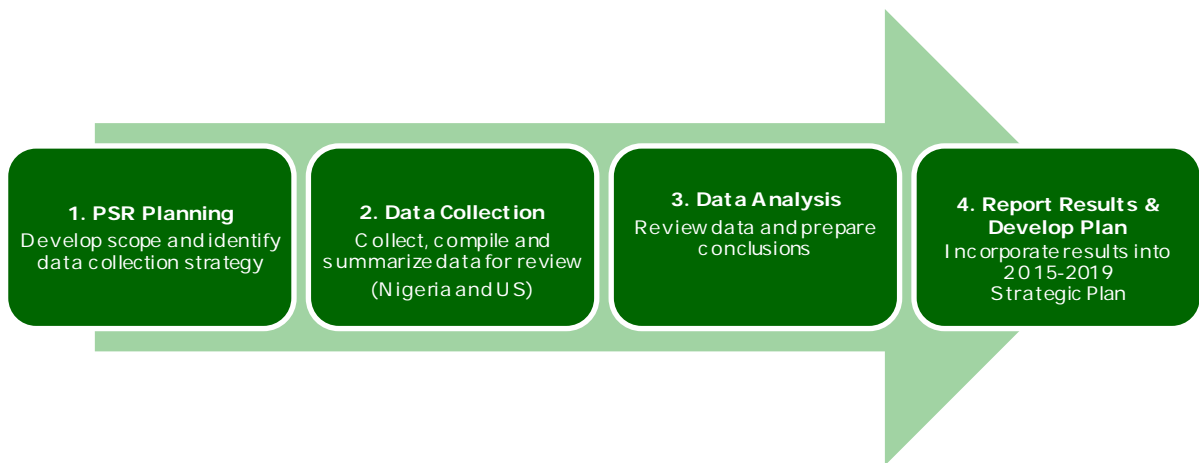 1. PSR Planning
Develop scope and identify
data collection strategy
2. Data Collection
Collect, compile and
summarize data for review
(Nigeria and US)
3. Data Analysis
Review data and prepare
conclusions
4. Report Results &
Develop Plan
Incorporate results into
2015-2019
Strategic Plan